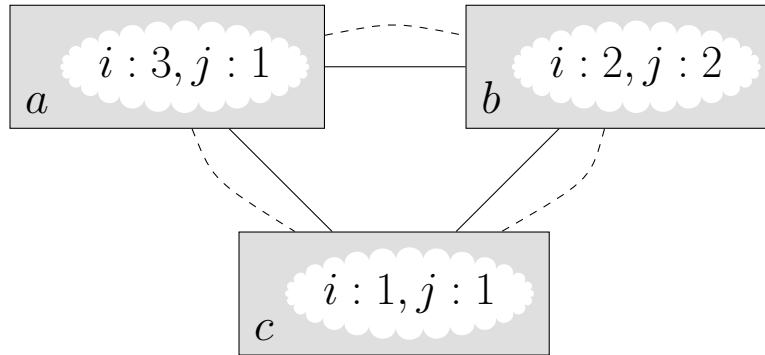 i : 3, j : 1
a
i : 2, j : 2
b
i : 1, j : 1
c